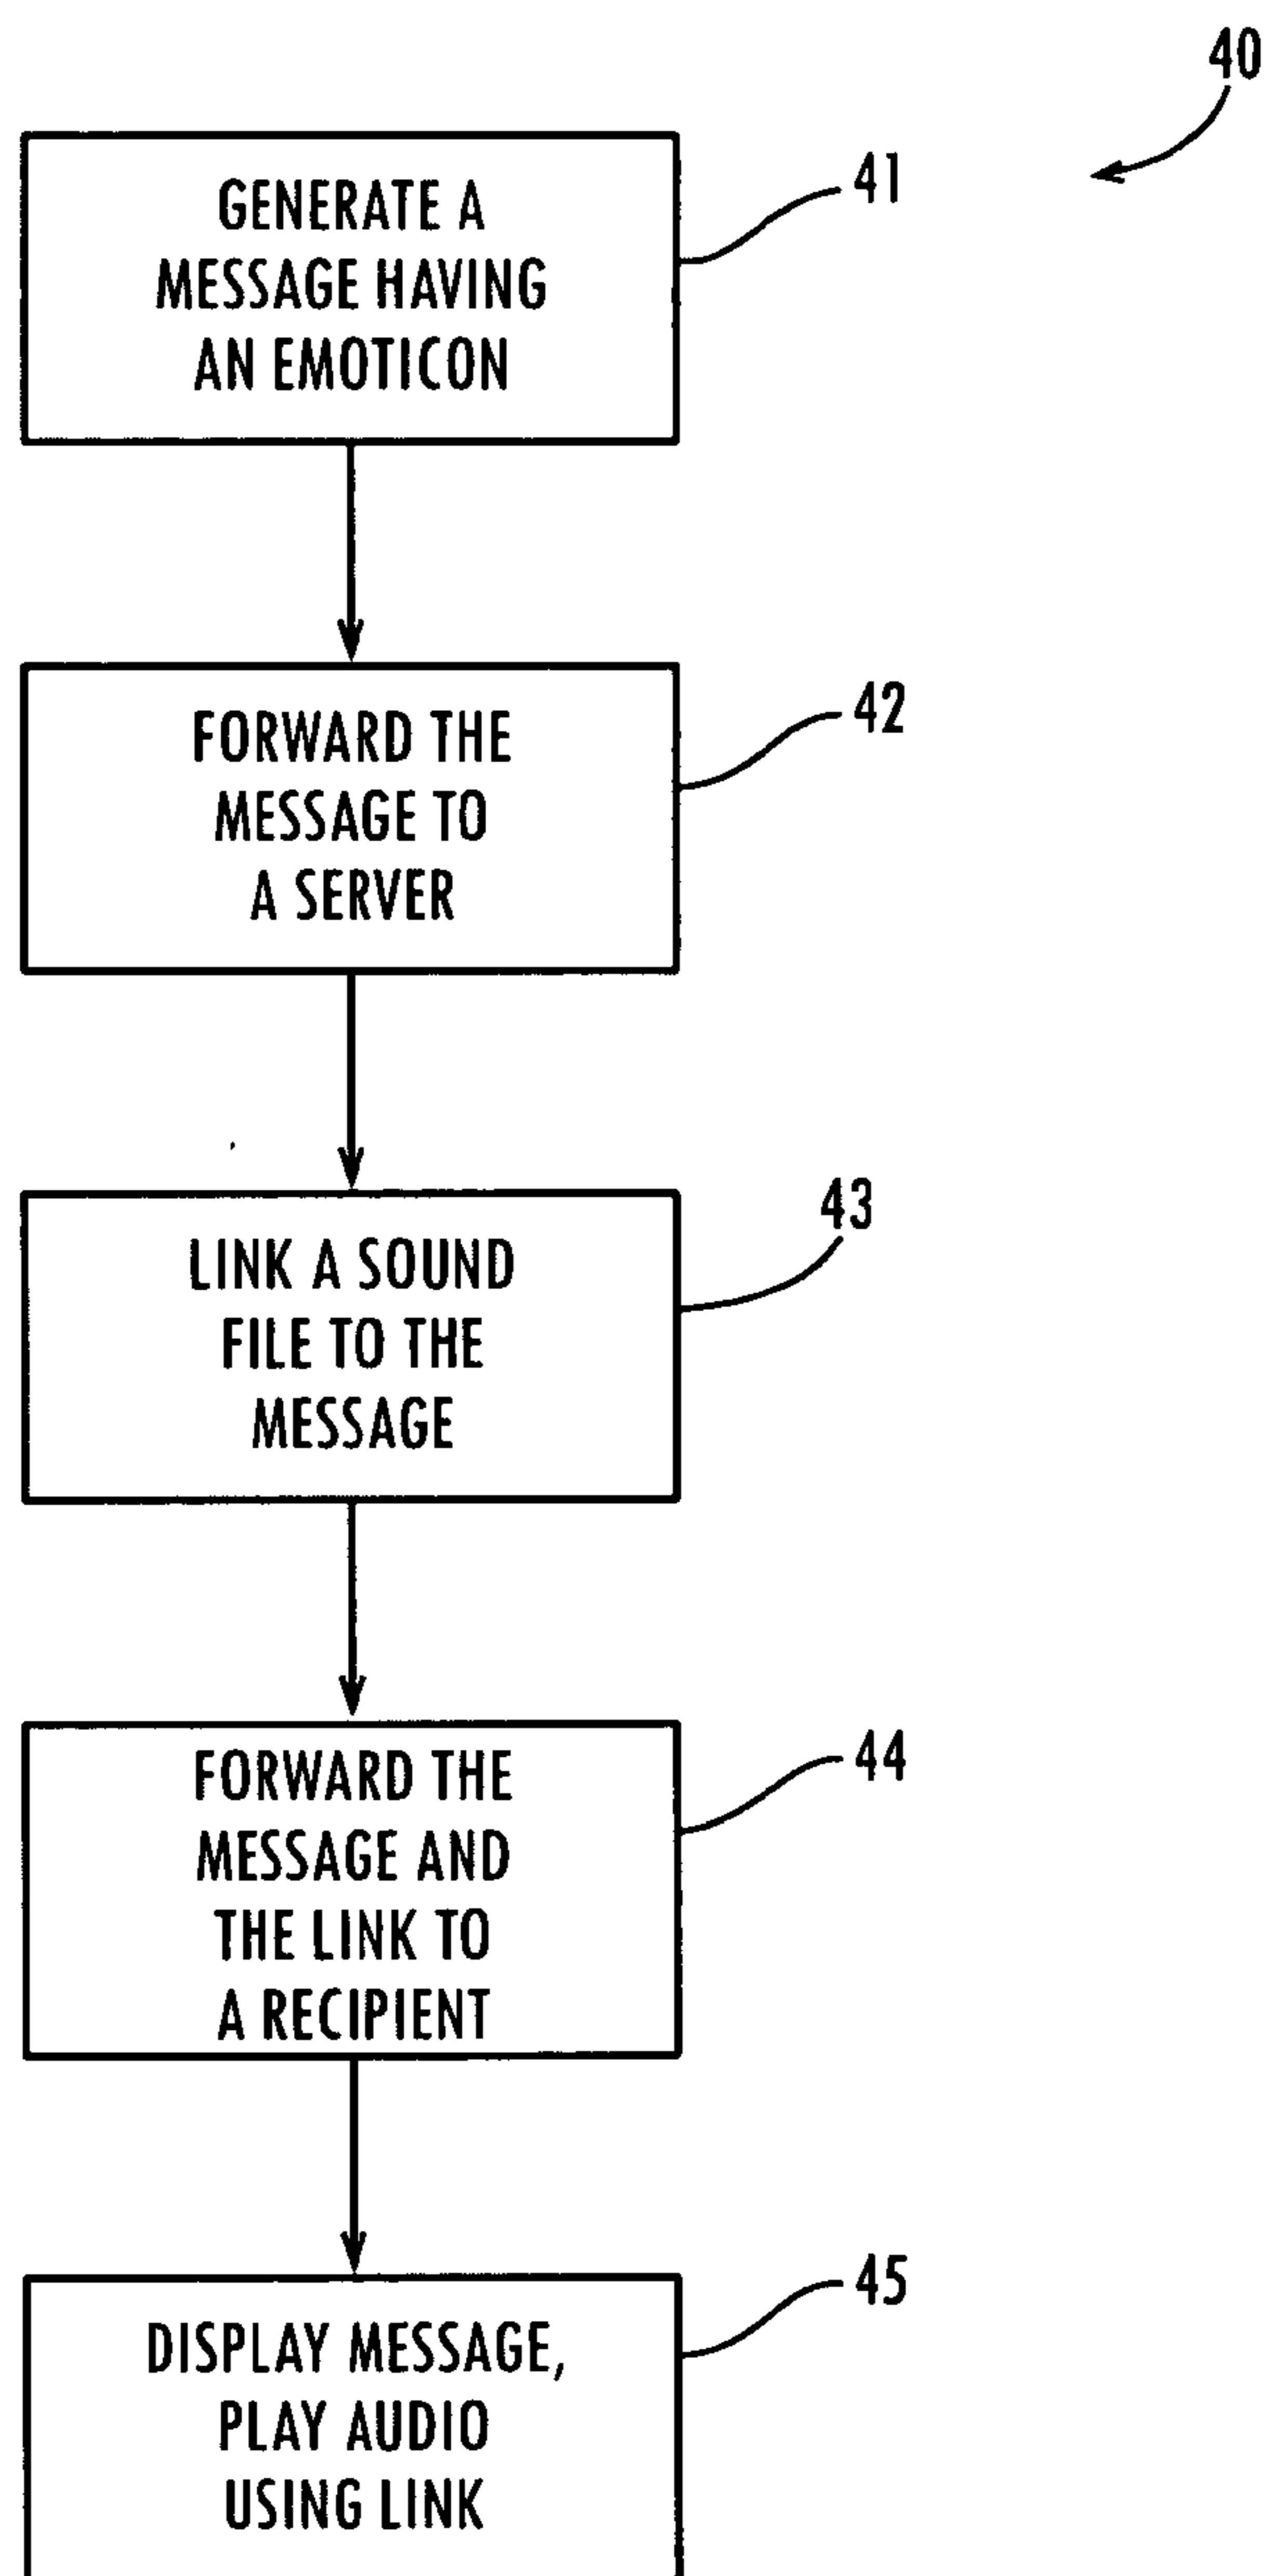 40
GENERATE A
MESSAGE HAVING
AN EMOTICON
41
FORWARD THE
MESSAGE TO
A SERVER
42
LINK A SOUND
FILE TO THE
MESSAGE
43
FORWARD THE
MESSAGE AND
THE LINK TO
A RECIPIENT
44
DISPLAY MESSAGE,
PLAY AUDIO
USING LINK
45